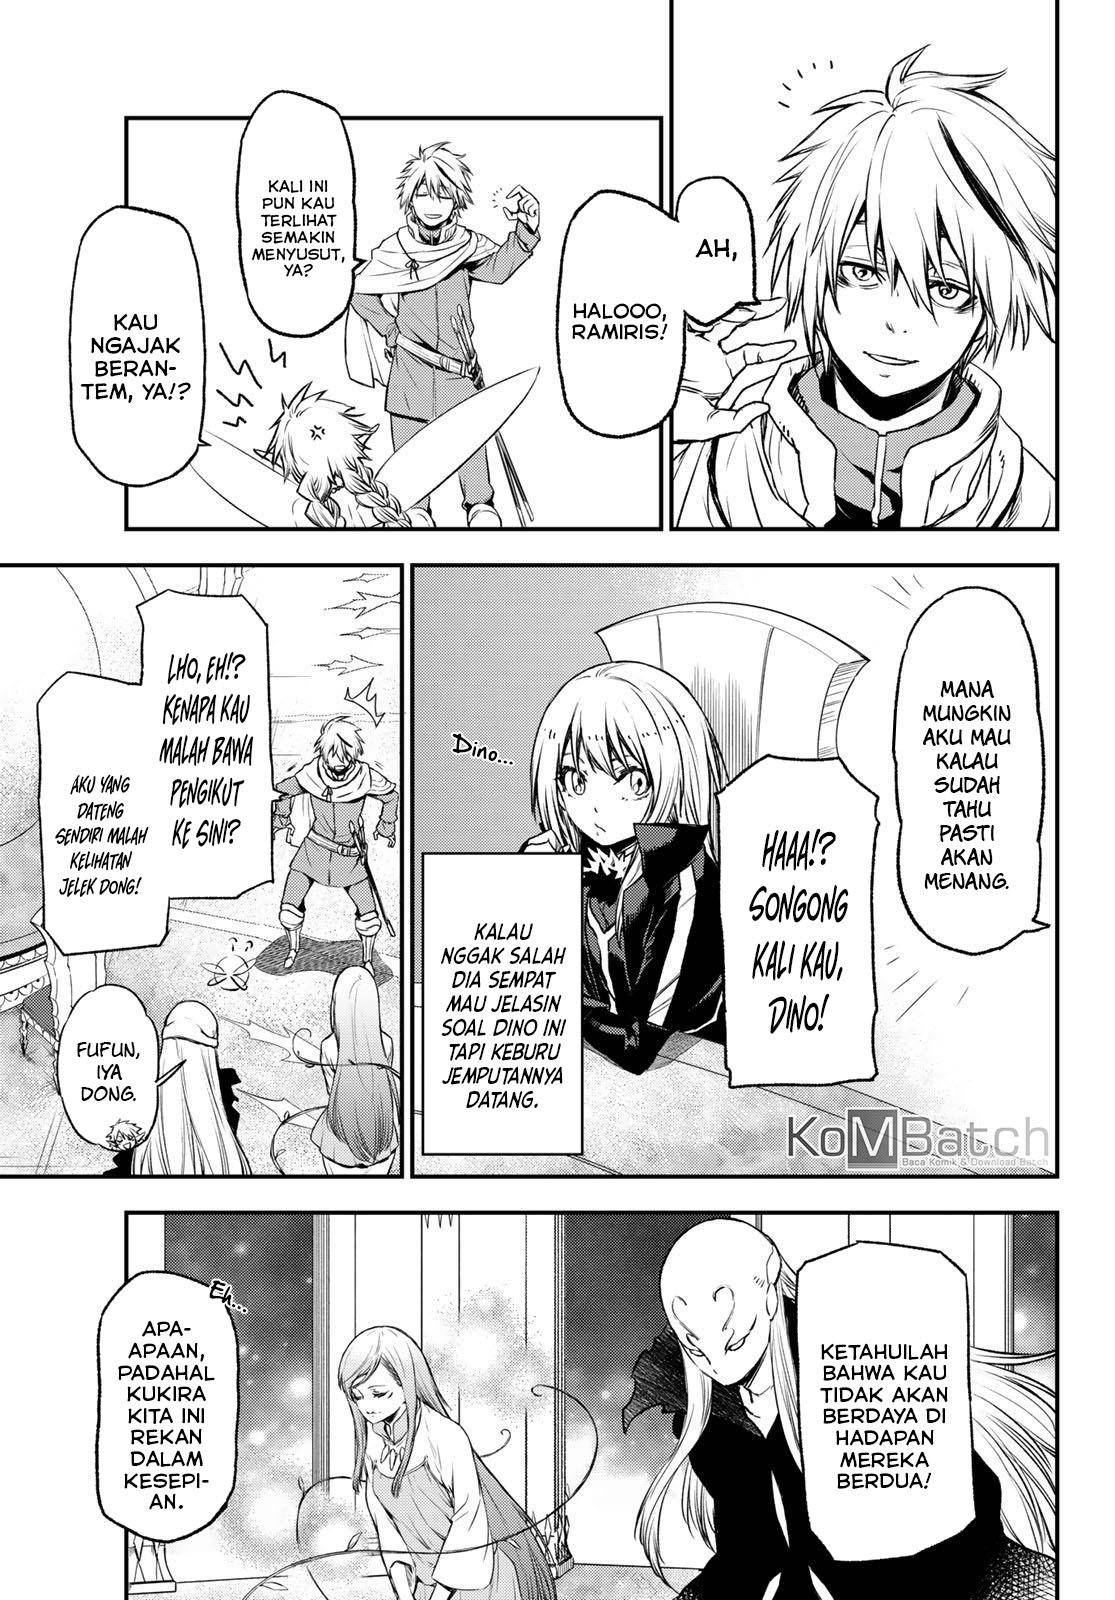 AH,
HALOOO,
RAMIRIS!
KALI INI
PUN KAU
TERLIHAT
SEMAKIN
MENYUSUT,
YA?
KAU
NGAJAK
BERAN-
TEM, YA!?
MANA
MUNGKIN
AKU MAU
KALAU
SUDAH
TAHU
PASTI
AKAN
MENANG.
HAAA!?
SONGONG
KALI KAU,
DINO!
Dino...
KALAU
NGGAK SALAH
DIA SEMPAT
MAU JELASIN
SOAL DINO INI
TAPI KEBURU
JEMPUTANNYA
DATANG.
LHO, EH!?
KENAPA KAU
MALAH BAWA
PENGIKUT
KE SINI?
AKU YANG
DATENG
SENDIRI MALAH
KELIHATAN
JELEK DONG!
FUFUN,
IYA
DONG.
KoMBatch
Baca Komik & Download Batch
KETAHUILAH
BAHWA KAU
TIDAK AKAN
BERDAYA DI
HADAPAN
MEREKA
BERDUA!
Eh...
APA-
APAAN,
PADAHAL
KUKIRA
KITA INI
REKAN
DALAM
KESEPI-
AN.